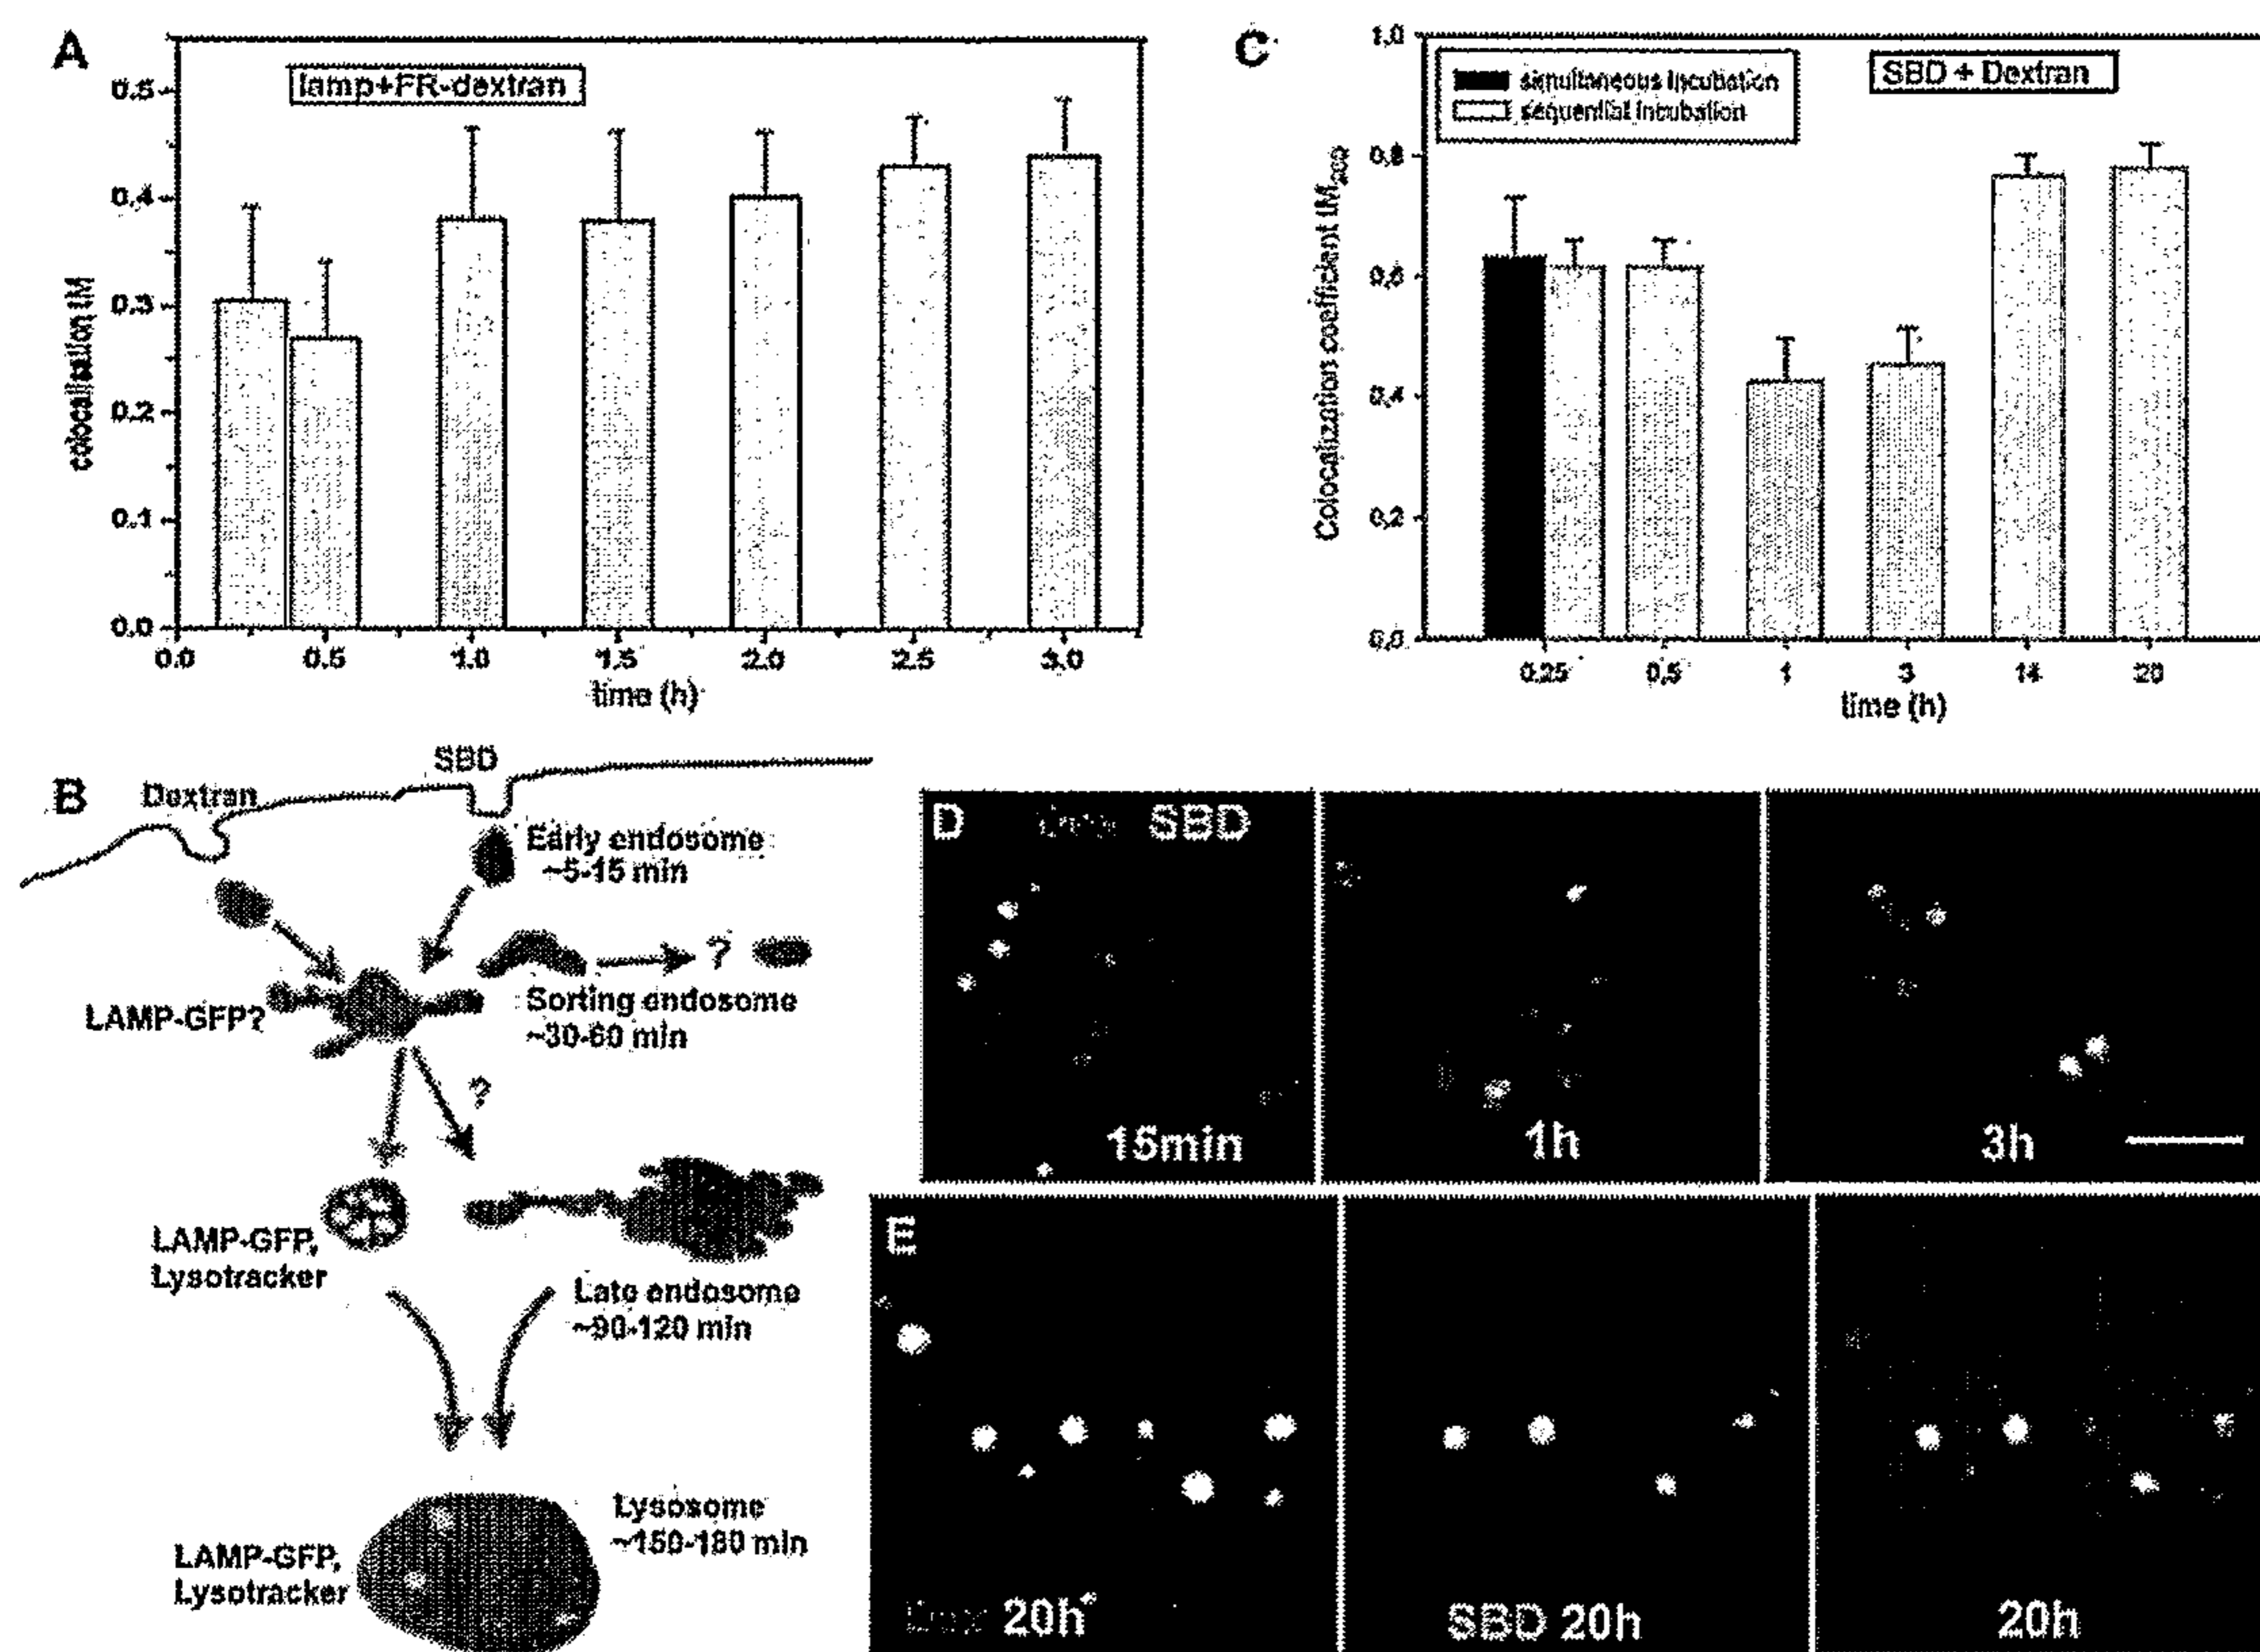 A
lamp+FR-dextran
colocalisation IM
0.5
0.4
0.3
0.2
0.1
0.0
0.0 0.5 1.0 1.5 2.0 2.5 3.0
time (h)
C
simultaneous incubation
sequential incubation
SBD + Dextran
Colocalization coefficient IM
1,0
0,8
0,6
0,4
0,2
0,0
0,25 0,5 1 3 14 20
time (h)
B
Dextran
SBD
Early endosome
~5-15 min
?
LAMP-GFP?
Sorting endosome
~30-60 min
?
LAMP-GFP,
Lysotracker
Late endosome
~90-120 min
Lysosome
~150-180 min
LAMP-GFP,
Lysotracker
D
SBD
15min
1h
3h
E
Dex 20h
SBD 20h
20h